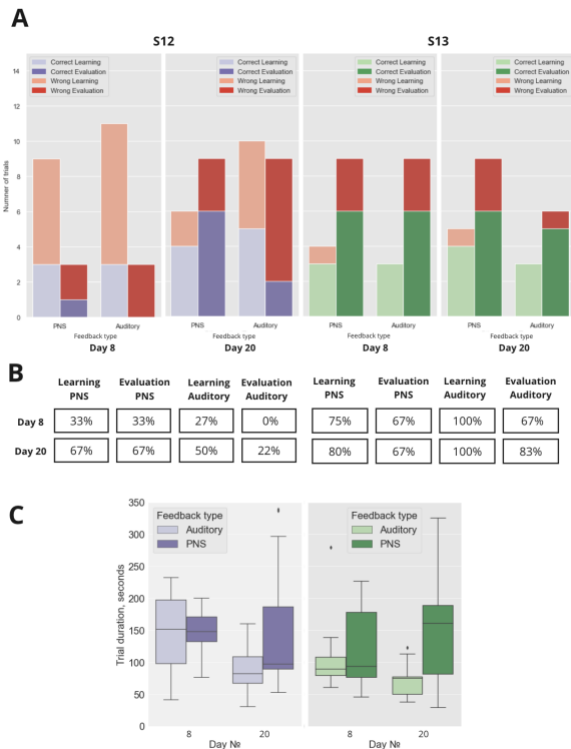 A
S12
S13
Correct Learning
Correct Evaluation
Wrong Learning
Wrong Evaluation
Correct Learning
Correct Evaluation
Wrong Learning
Wrong Evaluation
Correct Learning
Correct Evaluation
Wrong Learning
Wrong Evaluation
Correct Learning
Correct Evaluation
Wrong Learning
Wrong Evaluation
14
12
10
8
6
4
2
0
Numner of trials
PNS Auditory PNS Auditory PNS Auditory PNS Auditory
Feedback type Feedback type Feedback type Feedback type
Day 8 Day 20 Day 8 Day 20
B
Learning PNS
Evaluation PNS
Learning Auditory
Evaluation Auditory
Learning PNS
Evaluation PNS
Learning Auditory
Evaluation Auditory
Day 8 33% 33% 27% 0% 75% 67% 100% 67%
Day 20 67% 67% 50% 22% 80% 67% 100% 83%
C
350
300
250
200
150
100
50
0
Trial duration, seconds
Feedback type
Auditory
PNS
Feedback type
Auditory
PNS
8 20 8 20
Day № Day №